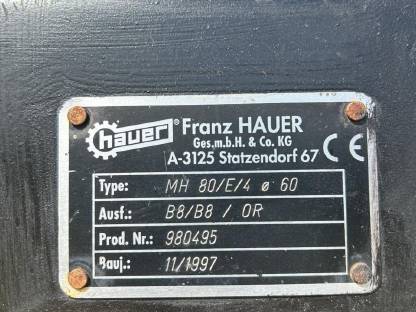 hauer ® Franz HAUER
Ges.m.b.H. & Co. KG
A-3125 Statzendorf 67 CE
Type: MH 80/E/4 ø 60
Ausf.: B8/B8 / OR
Prod. Nr.: 980495
Bauj.: 11/1997